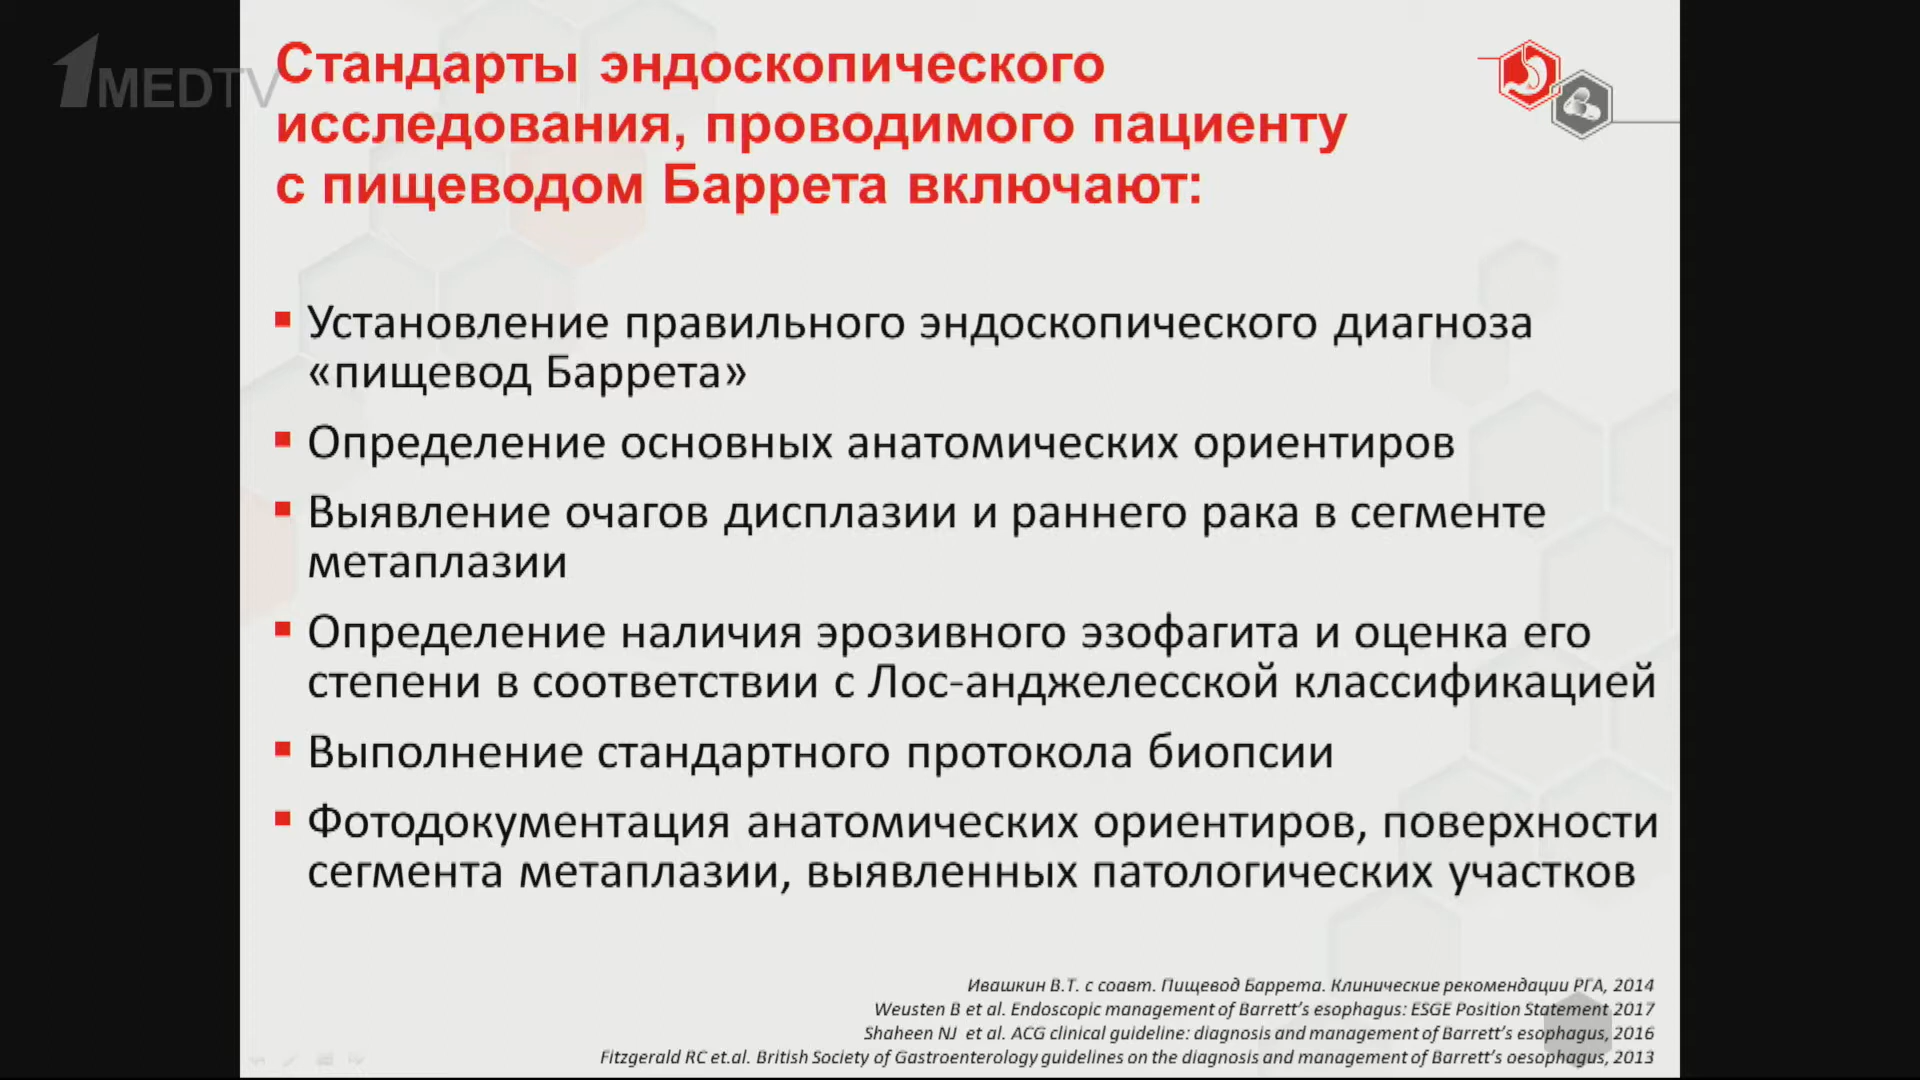 1MEDTV
Стандарты эндоскопического
исследования, проводимого пациенту
с пищеводом Баррета включают:
Установление правильного эндоскопического диагноза
«пищевод Баррета»
Определение основных анатомических ориентиров
Выявление очагов дисплазии и раннего рака в сегменте
метаплазии
Определение наличия эрозивного эзофагита и оценка его
степени в соответствии с Лос-анджелесской классификацией
Выполнение стандартного протокола биопсии
Фотодокументация анатомических ориентиров, поверхности
сегмента метаплазии, выявленных патологических участков
Ивашкин В.Т. с соавт. Пищевод Баррета. Клинические рекомендации РГА, 2014
Weusten B et al. Endoscopic management of Barrett’s esophagus: ESGE Position Statement 2017
Shaheen NJ et al. ACG clinical guideline: diagnosis and management of Barrett’s esophagus, 2016
Fitzgerald RC et.al. British Society of Gastroenterology guidelines on the diagnosis and management of Barrett’s oesophagus, 2013